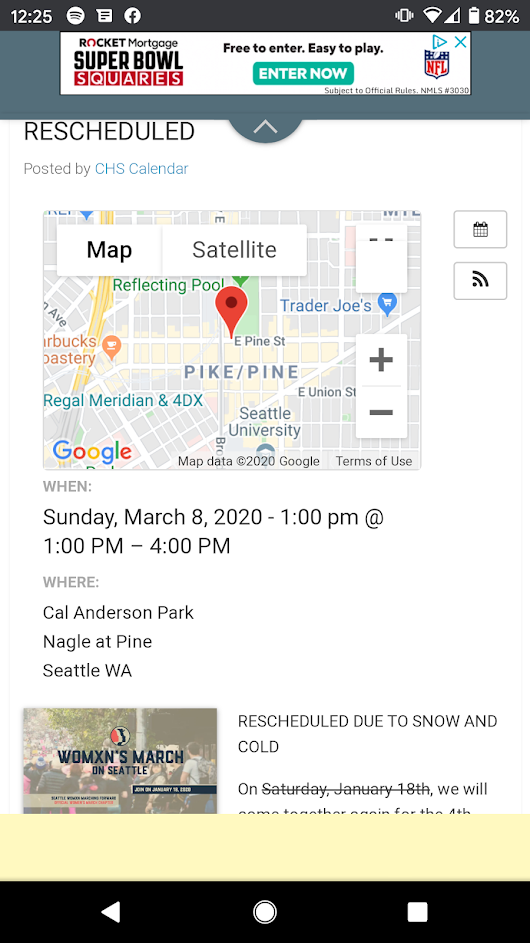 12:25
82%
ROCKET Mortgage
SUPER BOWL
SQUARES
Free to enter. Easy to play.
ENTER NOW
NFL
Subject to Official Rules. NMLS #3030
RESCHEDULED
Posted by CHS Calendar
Map
Satellite
Reflecting Pool
Trader Joe's
E Pine St
PIKE/PINE
Regal Meridian & 4DX
E Union St
Seattle
University
Google
Map data ©2020 Google
Terms of Use
WHEN:
Sunday, March 8, 2020 - 1:00 pm @
1:00 PM – 4:00 PM
WHERE:
Cal Anderson Park
Nagle at Pine
Seattle WA
WOMXN'S MARCH
ON SEATTLE
JOIN ON JANUARY 18, 2020
SEATTLE WOMXN MARCHING FORWARD
RESCHEDULED DUE TO SNOW AND
COLD
On Saturday, January 18th, we will
come together again for the 4th